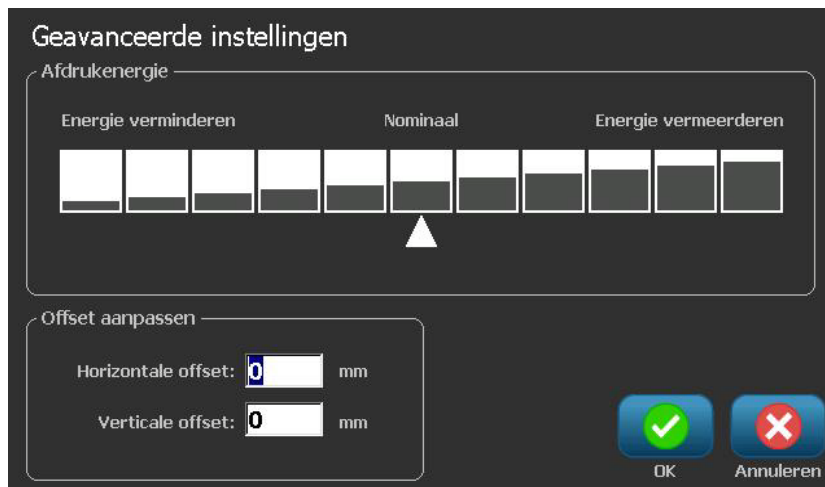 Geavanceerde instellingen
Afdrukenergie
Energie verminderen Nominaal Energie vermeerderen
Offset aanpassen
Horizontale offset: 0 mm
Verticale offset: 0 mm
OK Annuleren